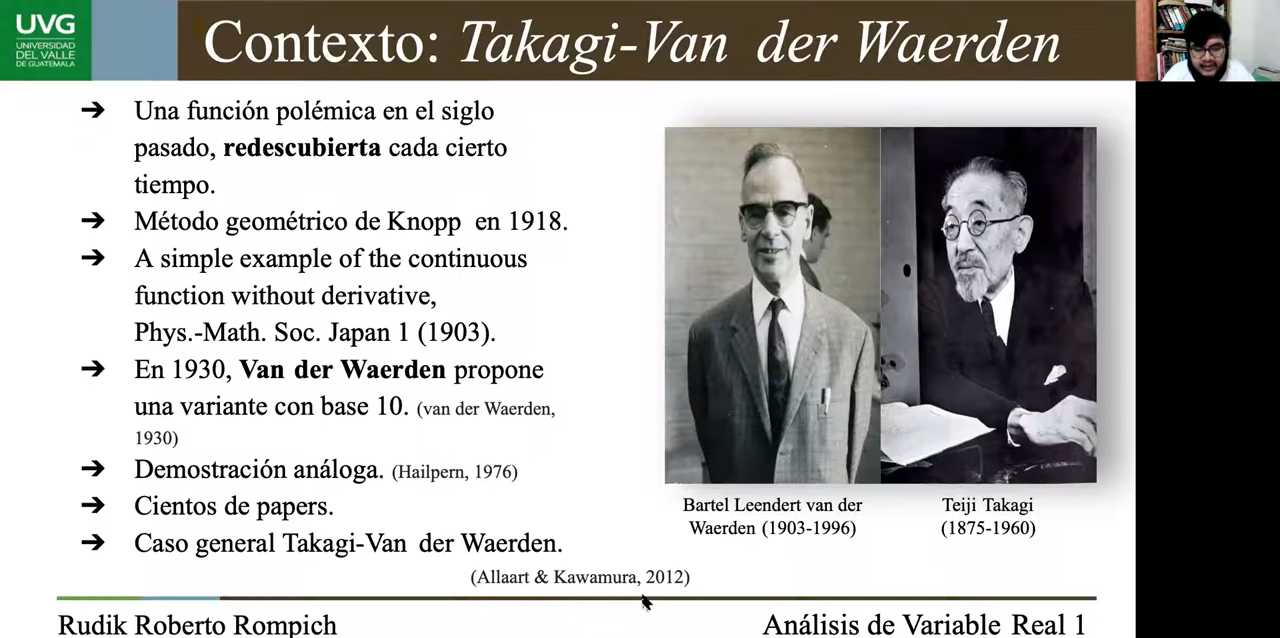 UVG
UNIVERSIDAD
DEL VALLE
DE GUATEMALA
Contexto: Takagi-Van der Waerden
➔ Una función polémica en el siglo
pasado, redescubierta cada cierto
tiempo.
➔ Método geométrico de Knopp en 1918.
➔ A simple example of the continuous
function without derivative,
Phys.-Math. Soc. Japan 1 (1903).
➔ En 1930, Van der Waerden propone
una variante con base 10. (van der Waerden,
1930)
➔ Demostración análoga. (Hailpern, 1976)
➔ Cientos de papers.
➔ Caso general Takagi-Van der Waerden.
(Allaart & Kawamura, 2012)
Bartel Leendert van der
Waerden (1903-1996)
Teiji Takagi
(1875-1960)
Rudik Roberto Rompich
Análisis de Variable Real 1